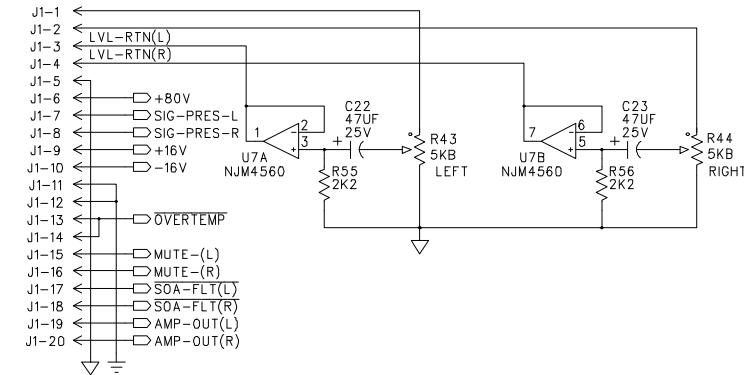 J1-1
J1-2
J1-3 LVL-RTN(L)
J1-4 LVL-RTN(R)
J1-5
J1-6 +80V
J1-7 SIG-PRES-L
J1-8 SIG-PRES-R
J1-9 +16V
J1-10 -16V
J1-11
J1-12
J1-13 OVERTEMP
J1-14
J1-15 MUTE-(L)
J1-16 MUTE-(R)
J1-17 SOA-FLT(L)
J1-18 SOA-FLT(R)
J1-19 AMP-OUT(L)
J1-20 AMP-OUT(R)
1
2
-
3
+
U7A
NJM4560
C22
47UF
25V
+
R55
2K2
R43
5KB
LEFT
7
6
-
5
+
U7B
NJM4560
C23
47UF
25V
+
R56
2K2
R44
5KB
RIGHT